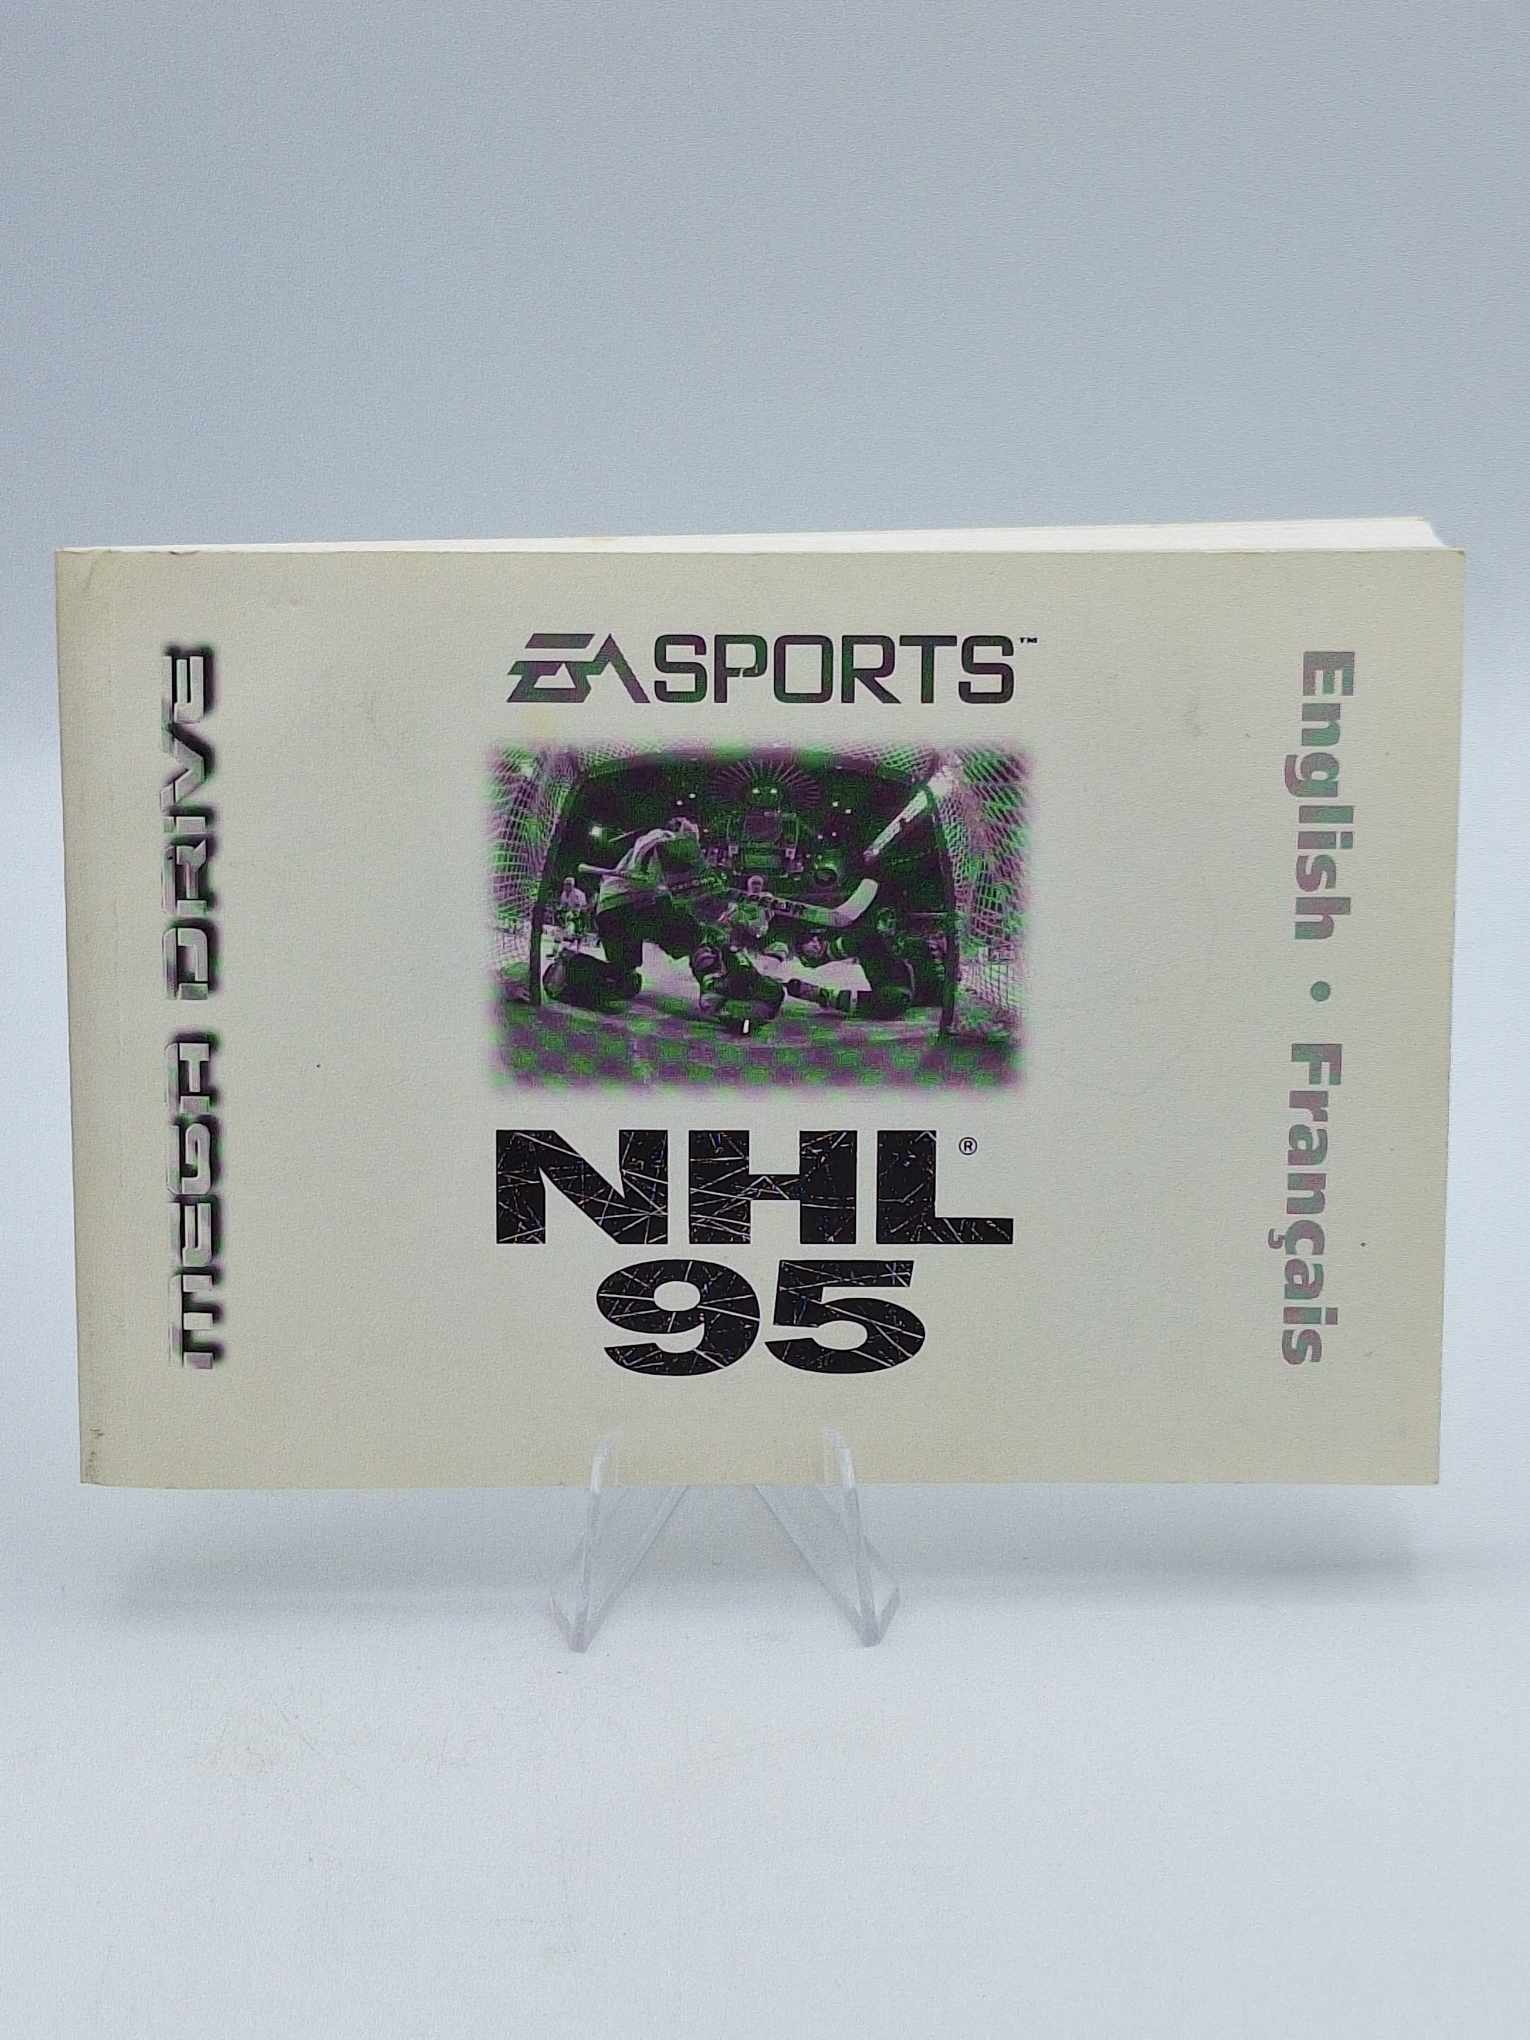 MEGA DRIVE
EA SPORTS™
NHL®
95
English • Français